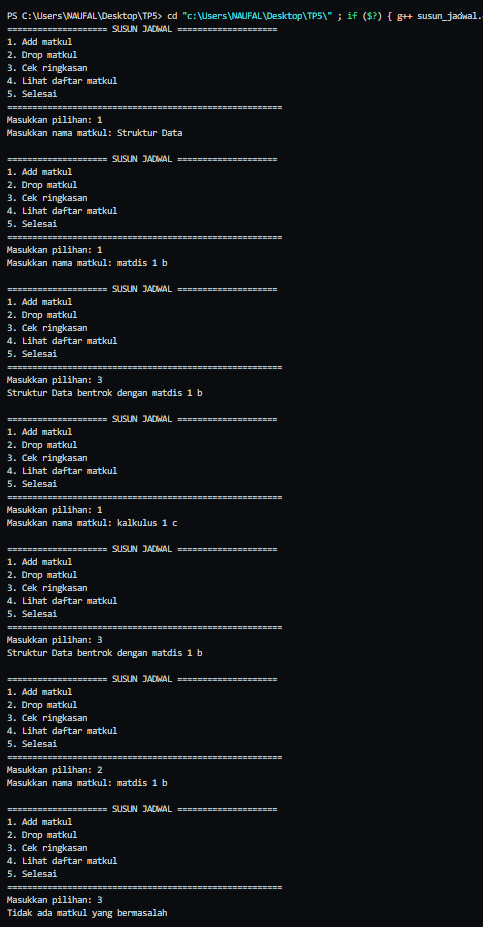 PS C:\Users\NAUFAL\Desktop\TP5> cd "c:\Users\NAUFAL\Desktop\TP5\" ; if ($?) { g++ susun_jadwal.
==================== SUSUN JADWAL ====================
1. Add matkul
2. Drop matkul
3. Cek ringkasan
4. Lihat daftar matkul
5. Selesai
=======================================================
Masukkan pilihan: 1
Masukkan nama matkul: Struktur Data
==================== SUSUN JADWAL ====================
1. Add matkul
2. Drop matkul
3. Cek ringkasan
4. Lihat daftar matkul
5. Selesai
=======================================================
Masukkan pilihan: 1
Masukkan nama matkul: matdis 1 b
==================== SUSUN JADWAL ====================
1. Add matkul
2. Drop matkul
3. Cek ringkasan
4. Lihat daftar matkul
5. Selesai
=======================================================
Masukkan pilihan: 3
Struktur Data bentrok dengan matdis 1 b
==================== SUSUN JADWAL ====================
1. Add matkul
2. Drop matkul
3. Cek ringkasan
4. Lihat daftar matkul
5. Selesai
=======================================================
Masukkan pilihan: 1
Masukkan nama matkul: kalkulus 1 c
==================== SUSUN JADWAL ====================
1. Add matkul
2. Drop matkul
3. Cek ringkasan
4. Lihat daftar matkul
5. Selesai
=======================================================
Masukkan pilihan: 3
Struktur Data bentrok dengan matdis 1 b
==================== SUSUN JADWAL ====================
1. Add matkul
2. Drop matkul
3. Cek ringkasan
4. Lihat daftar matkul
5. Selesai
=======================================================
Masukkan pilihan: 2
Masukkan nama matkul: matdis 1 b
==================== SUSUN JADWAL ====================
1. Add matkul
2. Drop matkul
3. Cek ringkasan
4. Lihat daftar matkul
5. Selesai
=======================================================
Masukkan pilihan: 3
Tidak ada matkul yang bermasalah